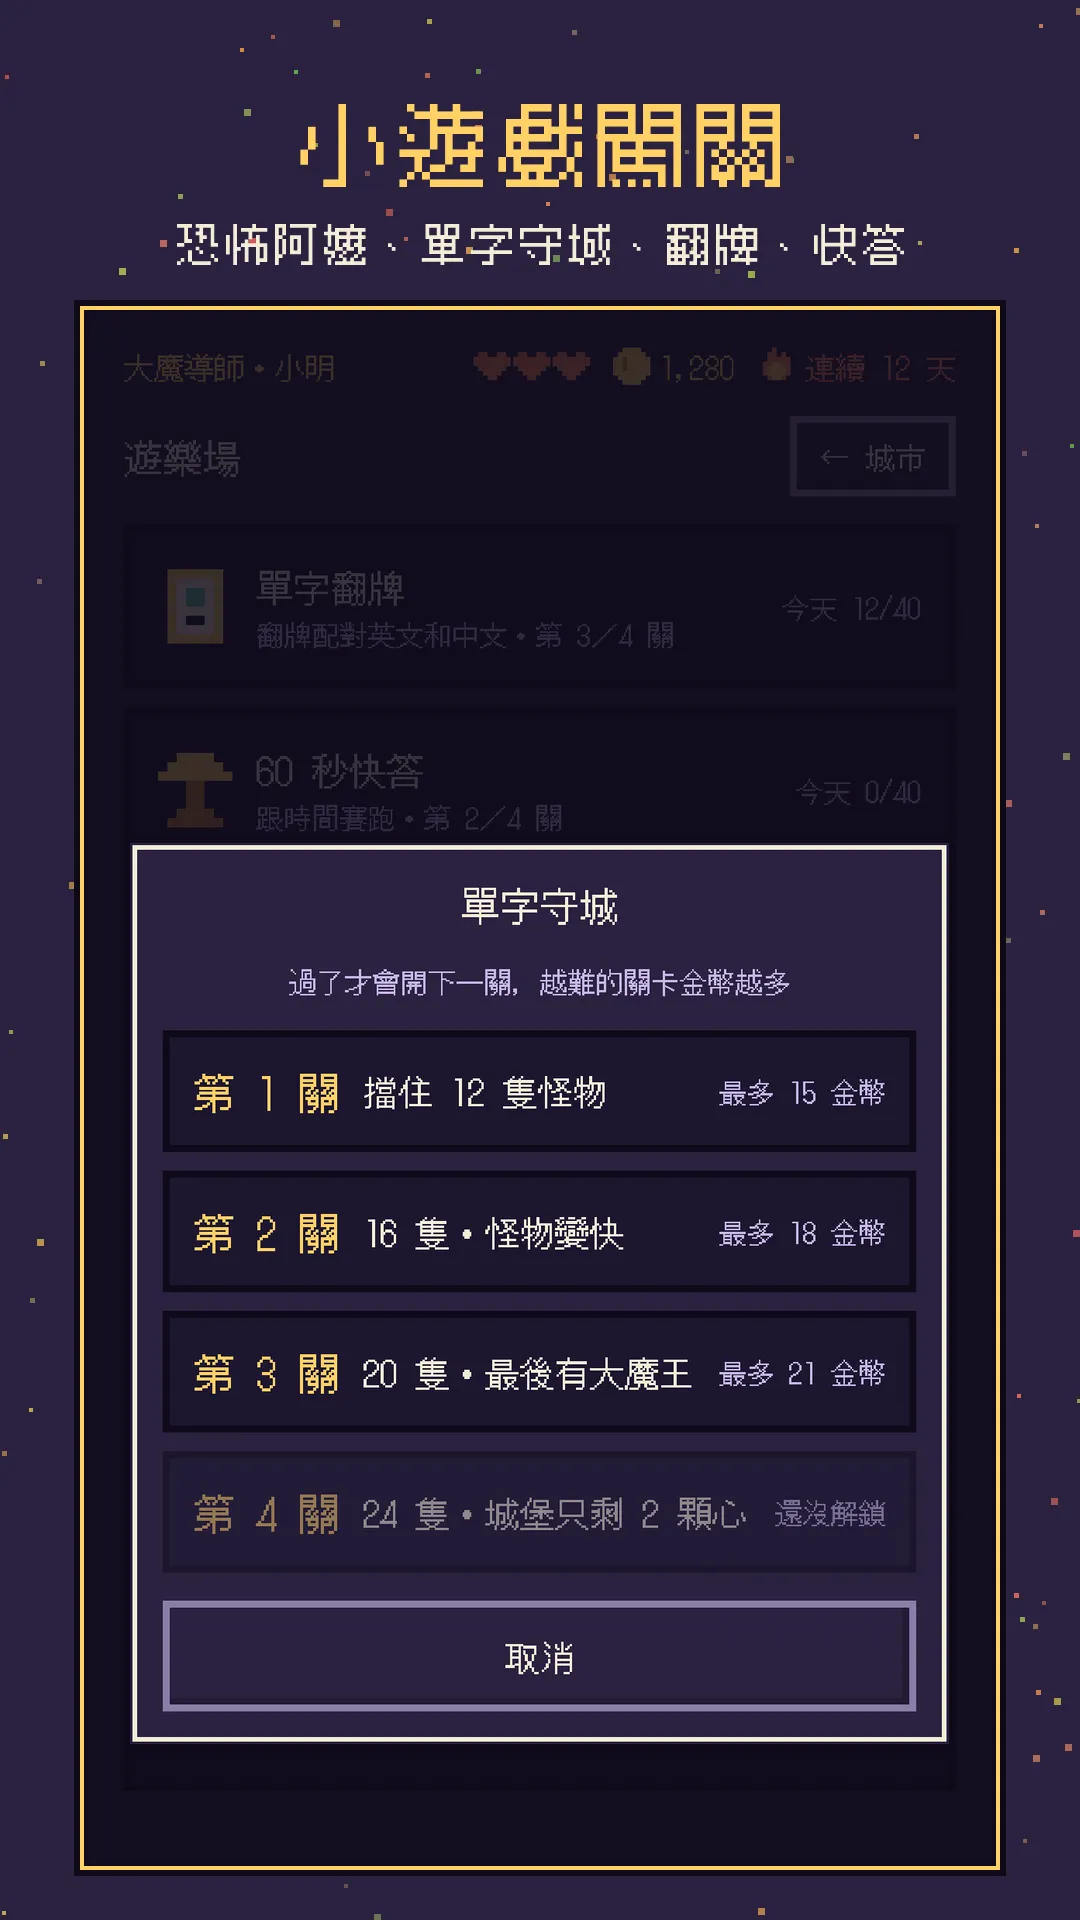 小遊戲闖關
恐怖阿嬤、單字守城、翻牌、快答
大魔導師・小明 1,280 連續 12 天
遊樂場 ← 城市
單字翻牌
翻牌配對英文和中文・第 3／4 關
今天 12/40
60 秒快答
跟時間賽跑・第 2／4 關
今天 0/40
單字守城
過了才會開下一關，越難的關卡金幣越多
第 1 關 擋住 12 隻怪物 最多 15 金幣
第 2 關 16 隻・怪物變快 最多 18 金幣
第 3 關 20 隻・最後有大魔王 最多 21 金幣
第 4 關 24 隻・城堡只剩 2 顆心 還沒解鎖
取消